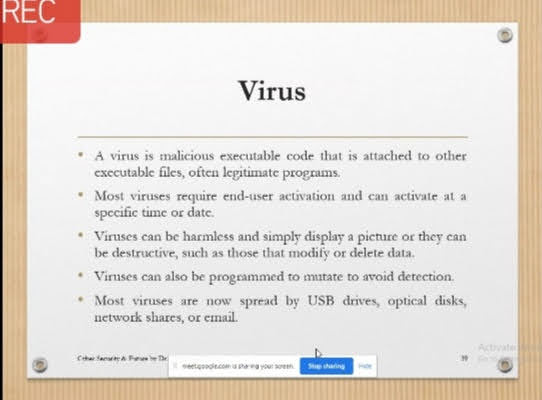 REC
Virus
• A virus is malicious executable code that is attached to other
executable files, often legitimate programs.
• Most viruses require end-user activation and can activate at a
specific time or date.
• Viruses can be harmless and simply display a picture or they can
be destructive, such as those that modify or delete data.
• Viruses can also be programmed to mutate to avoid detection.
• Most viruses are now spread by USB drives, optical disks,
network shares, or email.
Activate
Cyber Security & Future by Dr.
39
meet.google.com is sharing your screen.
Stop sharing
Hide